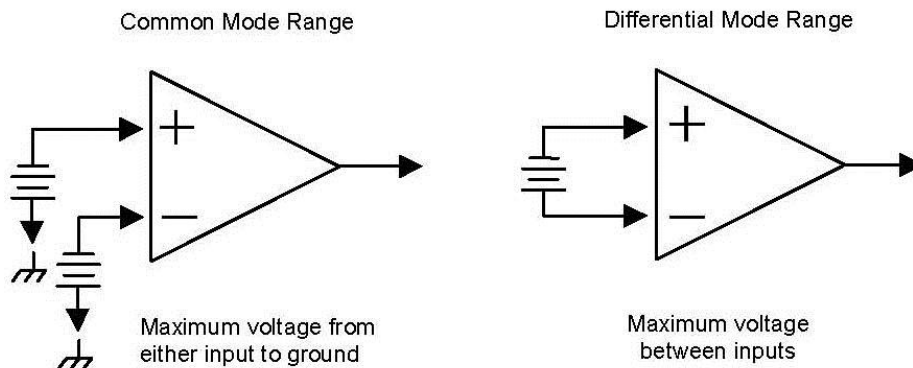 Common Mode Range
+
−
Maximum voltage from
either input to ground
Differential Mode Range
+
−
Maximum voltage
between inputs